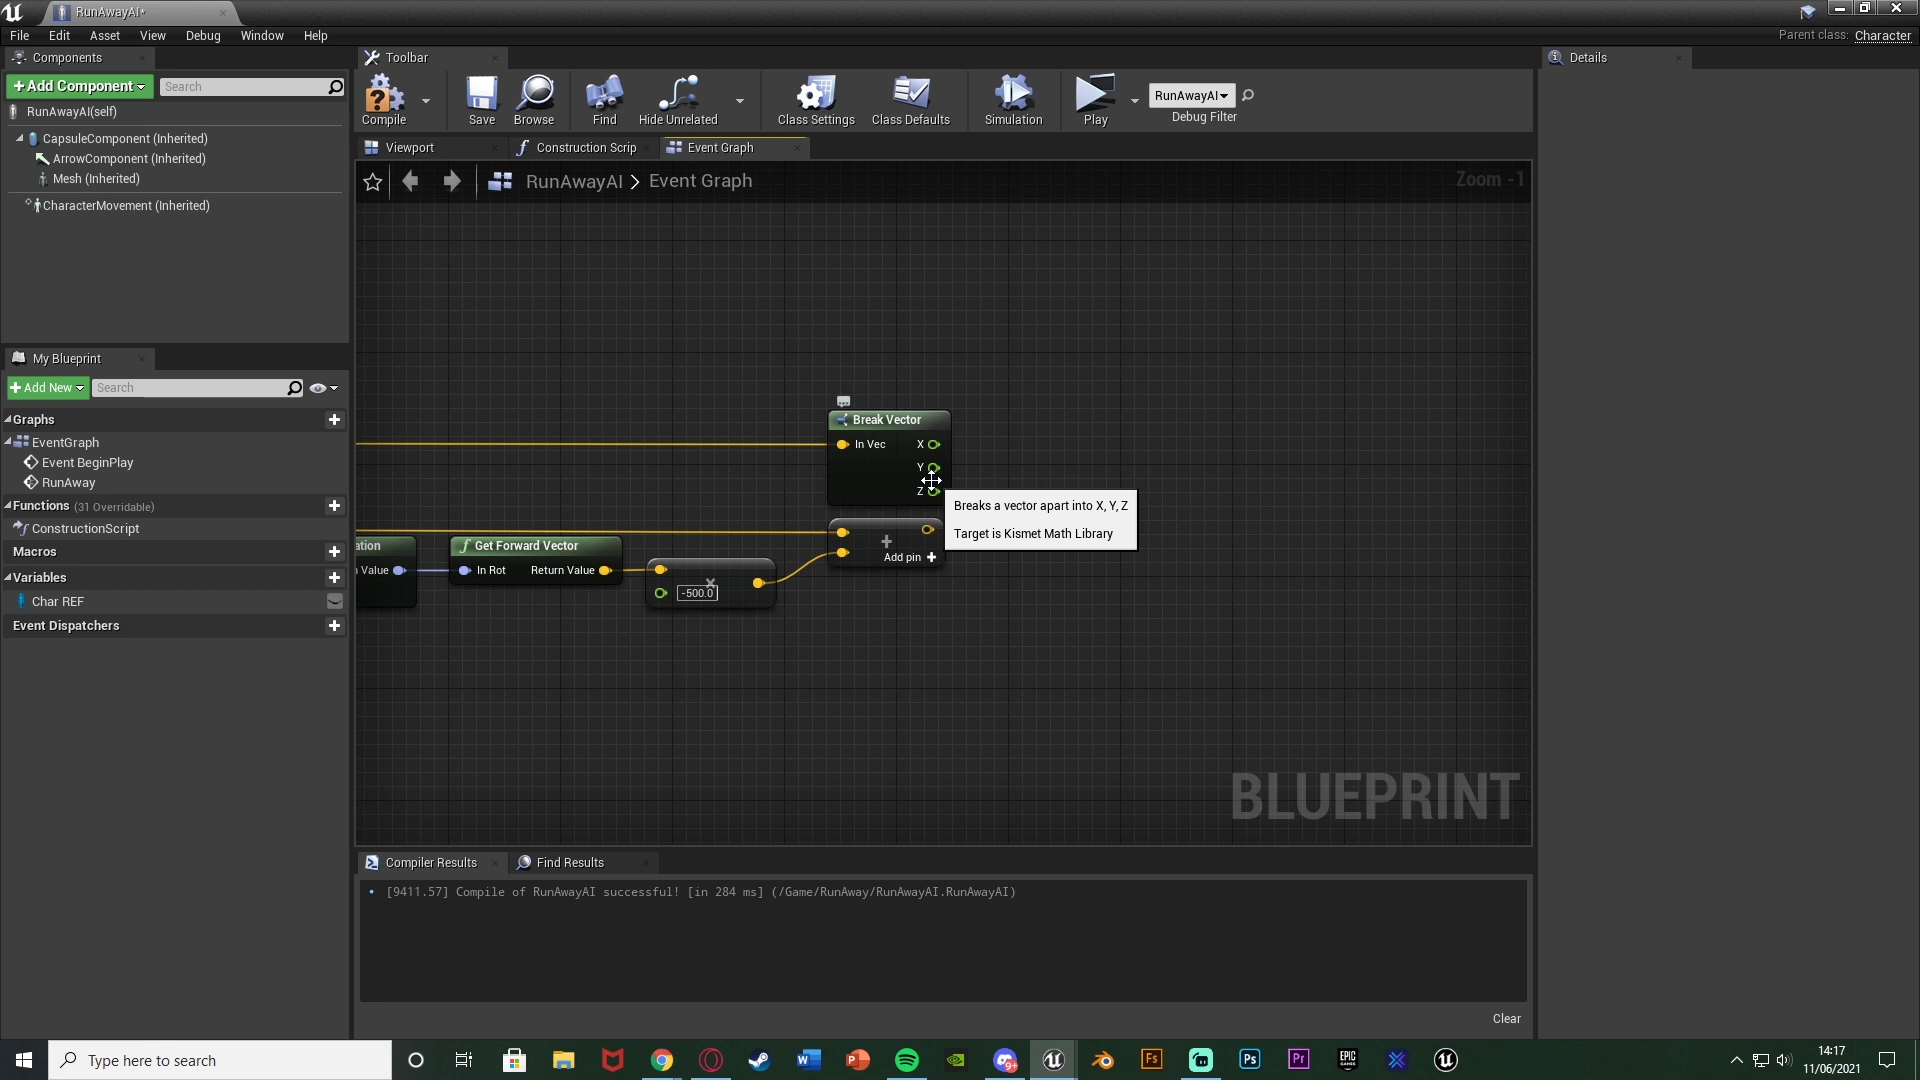 RunAwayAI*
File Edit Asset View Debug Window Help
Parent class: Character
Components
Toolbar
Details
+ Add Component
Search
RunAwayAI(self)
CapsuleComponent (Inherited)
ArrowComponent (Inherited)
Mesh (Inherited)
CharacterMovement (Inherited)
Compile
Save
Browse
Find
Hide Unrelated
Class Settings
Class Defaults
Simulation
Play
RunAwayAI
Debug Filter
Viewport
Construction Scrip
Event Graph
RunAwayAI > Event Graph
Zoom -1
My Blueprint
+ Add New
Search
Graphs
EventGraph
Event BeginPlay
RunAway
Functions (31 Overridable)
ConstructionScript
Macros
Variables
Char REF
Event Dispatchers
Break Vector
In Vec X
Y
Z
Breaks a vector apart into X, Y, Z
Target is Kismet Math Library
Add pin +
ation
Value
Get Forward Vector
In Rot Return Value
-500.0
BLUEPRINT
Compiler Results
Find Results
• [9411.57] Compile of RunAwayAI successful! [in 284 ms] (/Game/RunAway/RunAwayAI.RunAwayAI)
Clear
Type here to search
14:17
11/06/2021